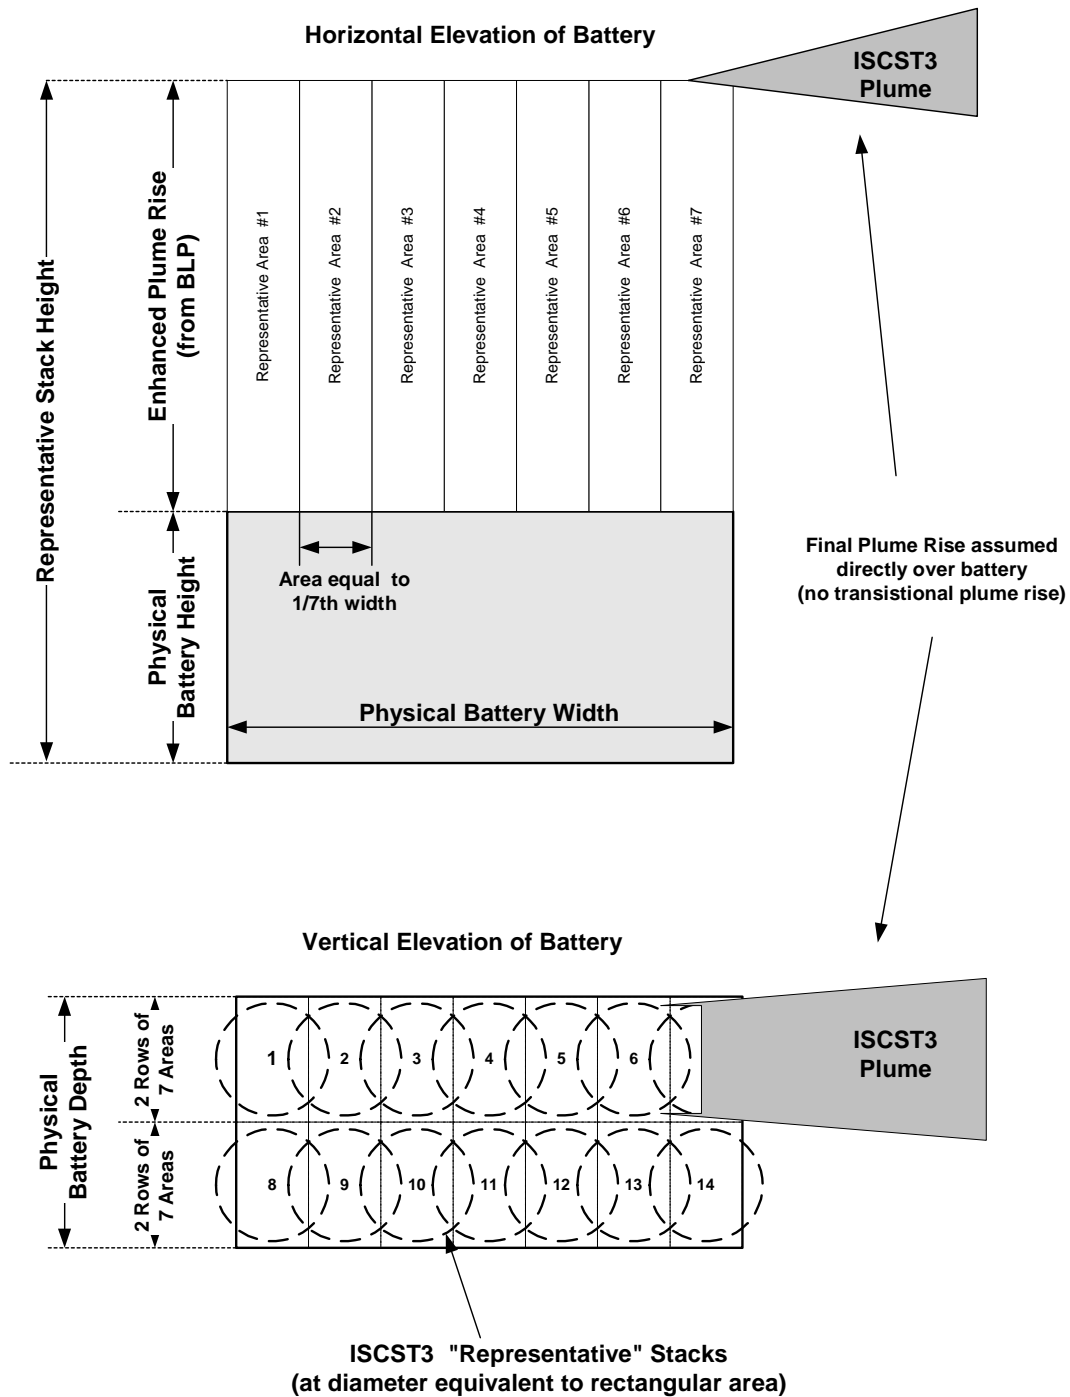 Horizontal Elevation of Battery
ISCST3
Plume
Representative Stack Height
Enhanced Plume Rise
(from BLP)
Representative Area #1
Representative Area #2
Representative Area #3
Representative Area #4
Representative Area #5
Representative Area #6
Representative Area #7
Physical
Battery Height
Area equal to
1/7th width
Physical Battery Width
Final Plume Rise assumed
directly over battery
(no transistional plume rise)
Vertical Elevation of Battery
Physical
Battery Depth
2 Rows of
7 Areas
2 Rows of
7 Areas
1
2
3
4
5
6
ISCST3
Plume
8
9
10
11
12
13
14
ISCST3 "Representative" Stacks
(at diameter equivalent to rectangular area)